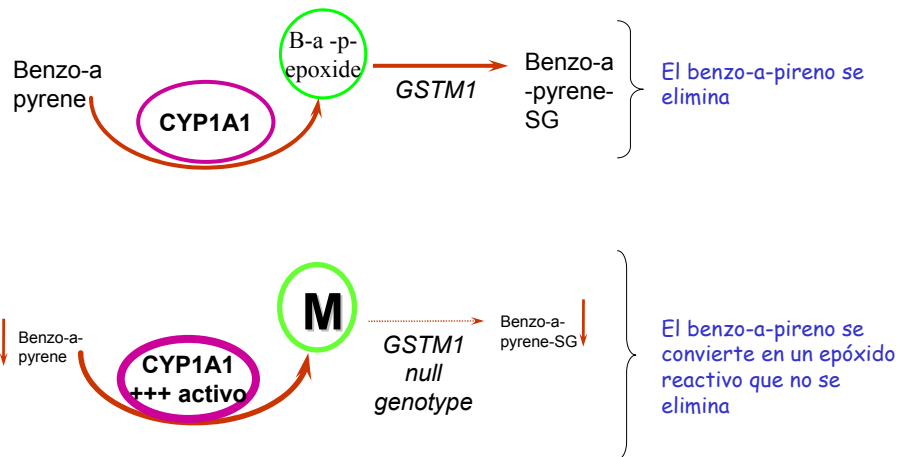 Benzo-a
pyrene
CYP1A1
B-a -p-
epoxide
GSTM1
Benzo-a
-pyrene-
SG
El benzo-a-pireno se
elimina
Benzo-a-
pyrene
CYP1A1
+++ activo
M
GSTM1
null
genotype
Benzo-a-
pyrene-SG
El benzo-a-pireno se
convierte en un epóxido
reactivo que no se
elimina